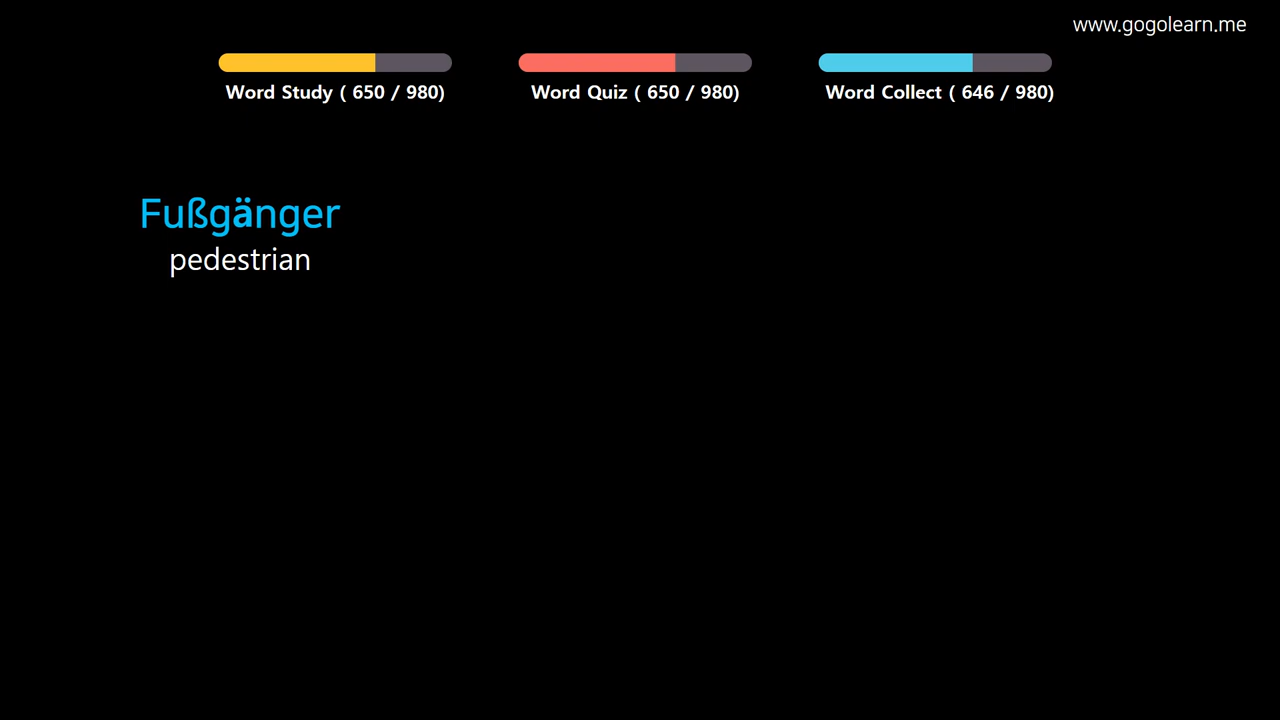 www.gogolearn.me
Word Study ( 650 / 980)
Word Quiz ( 650 / 980)
Word Collect ( 646 / 980)
Fußgänger
pedestrian